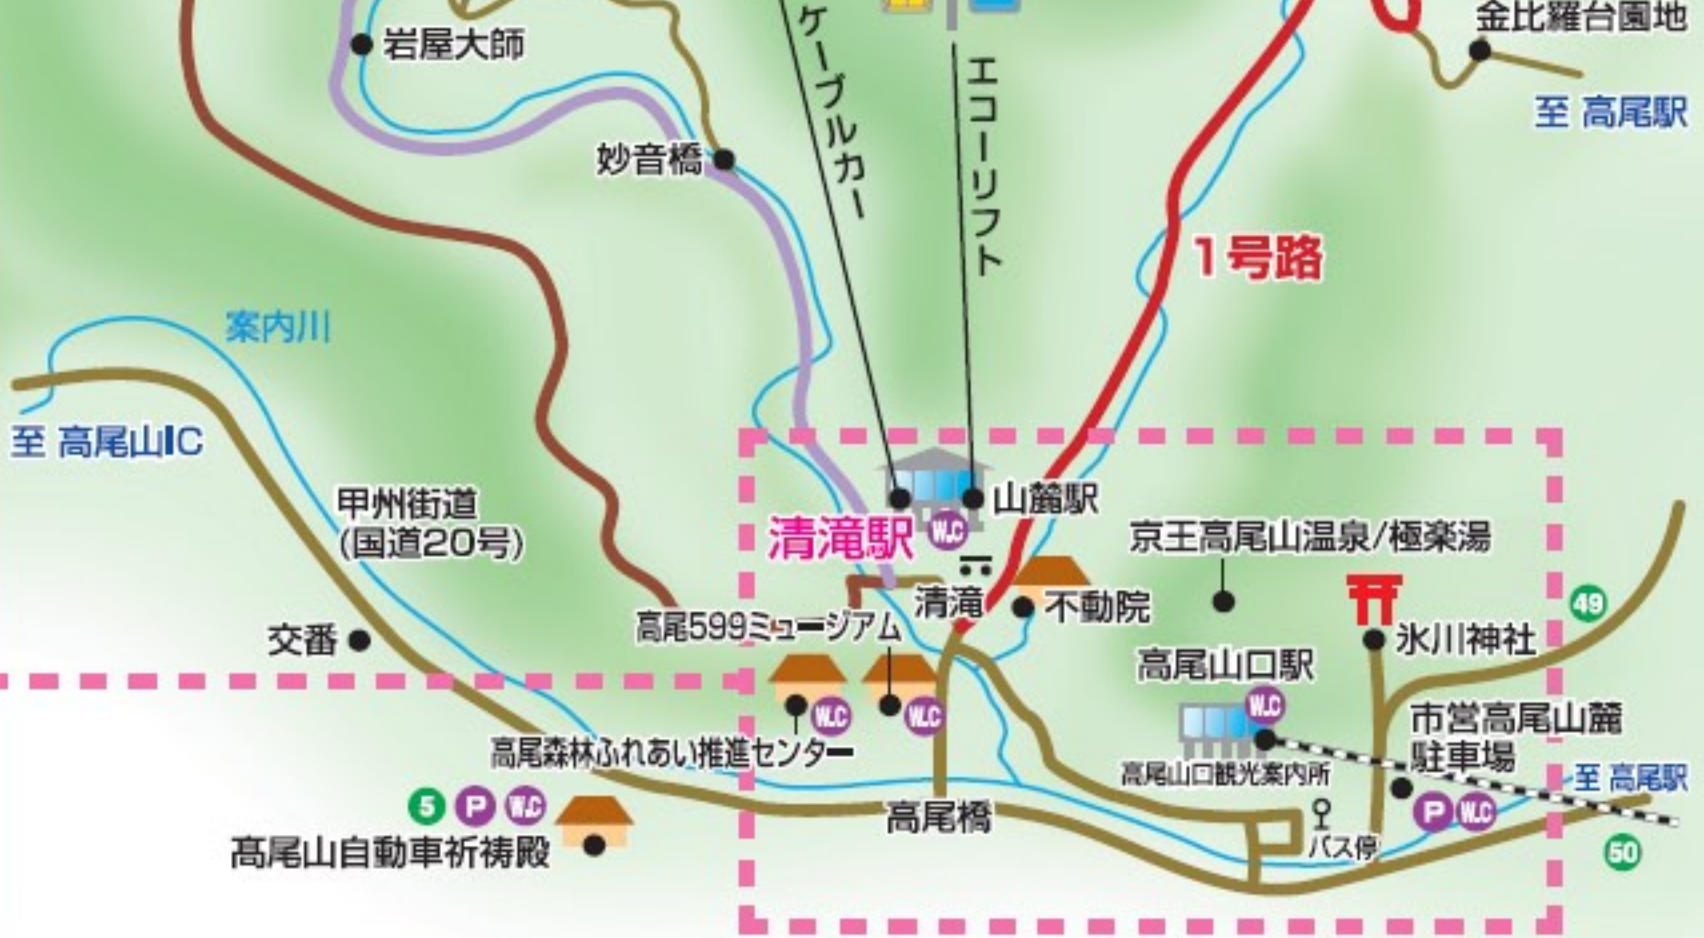 金比羅台園地
岩屋大師
ケーブルカー
エコーリフト
至 高尾駅
妙音橋
1号路
案内川
至 高尾山IC
甲州街道
(国道20号)
山麓駅
清滝駅
W.C
京王高尾山温泉/極楽湯
清滝
不動院
49
高尾599ミュージアム
交番
氷川神社
高尾山口駅
W.C
W.C
W.C
市営高尾山麓
駐車場
高尾森林ふれあい推進センター
高尾山口観光案内所
至 高尾駅
5 P W.C
P W.C
高尾橋
バス停
髙尾山自動車祈祷殿
50